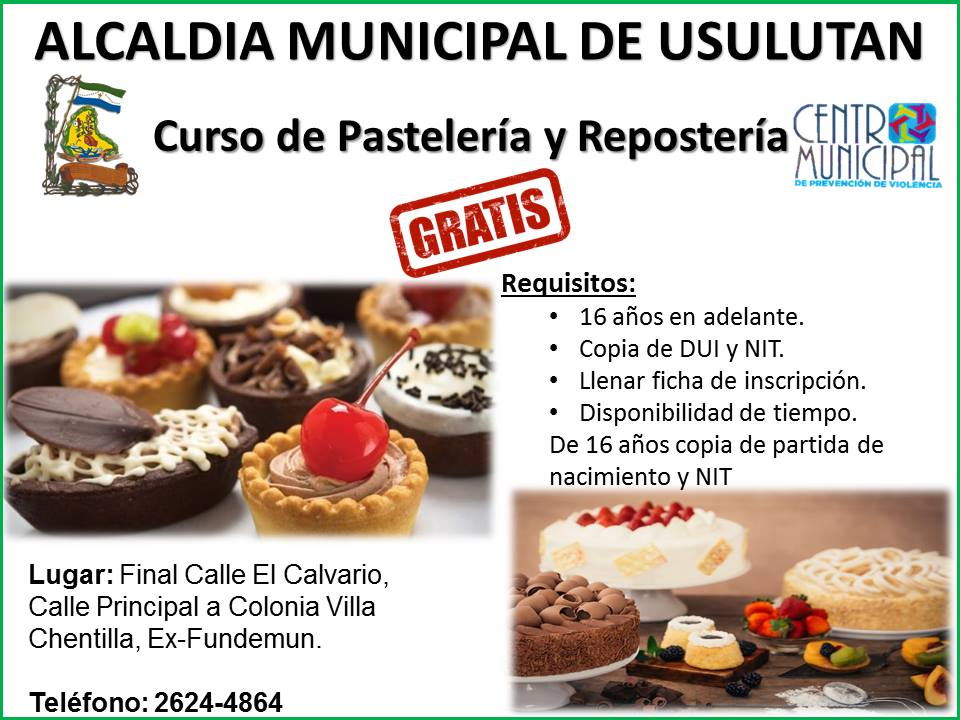 ALCALDIA MUNICIPAL DE USULUTAN
Curso de Pastelería y Repostería
CENTRO
MUNICIPAL
DE PREVENCIÓN DE VIOLENCIA
GRATIS
Requisitos:
• 16 años en adelante.
• Copia de DUI y NIT.
• Llenar ficha de inscripción.
• Disponibilidad de tiempo.
De 16 años copia de partida de
nacimiento y NIT
Lugar: Final Calle El Calvario,
Calle Principal a Colonia Villa
Chentilla, Ex-Fundemun.
Teléfono: 2624-4864